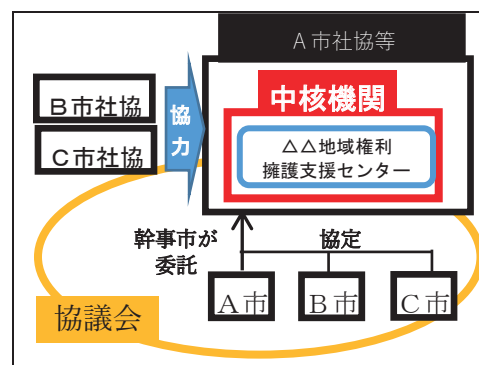 A市社協等
中核機関
△△地域権利
擁護支援センター
B市社協
C市社協
協
力
幹事市が
委託
協定
A市
B市
C市
協議会